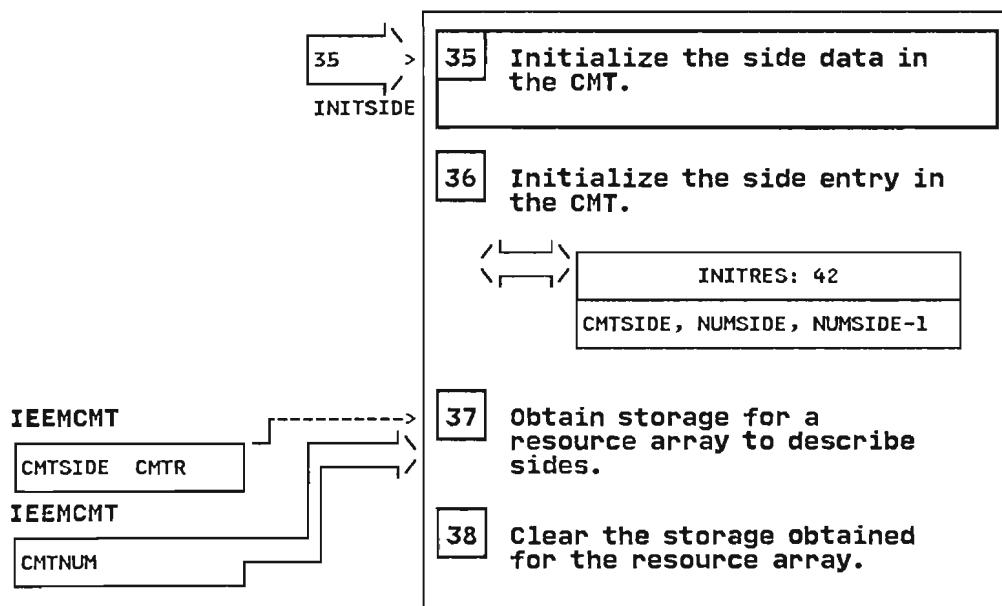 35
INITSIDE
35 Initialize the side data in
the CMT.
36 Initialize the side entry in
the CMT.
INITRES: 42
CMTSIDE, NUMSIDE, NUMSIDE-1
IEEMCMT
CMTSIDE CMTR
37 Obtain storage for a
resource array to describe
sides.
IEEMCMT
CMTNUM
38 Clear the storage obtained
for the resource array.